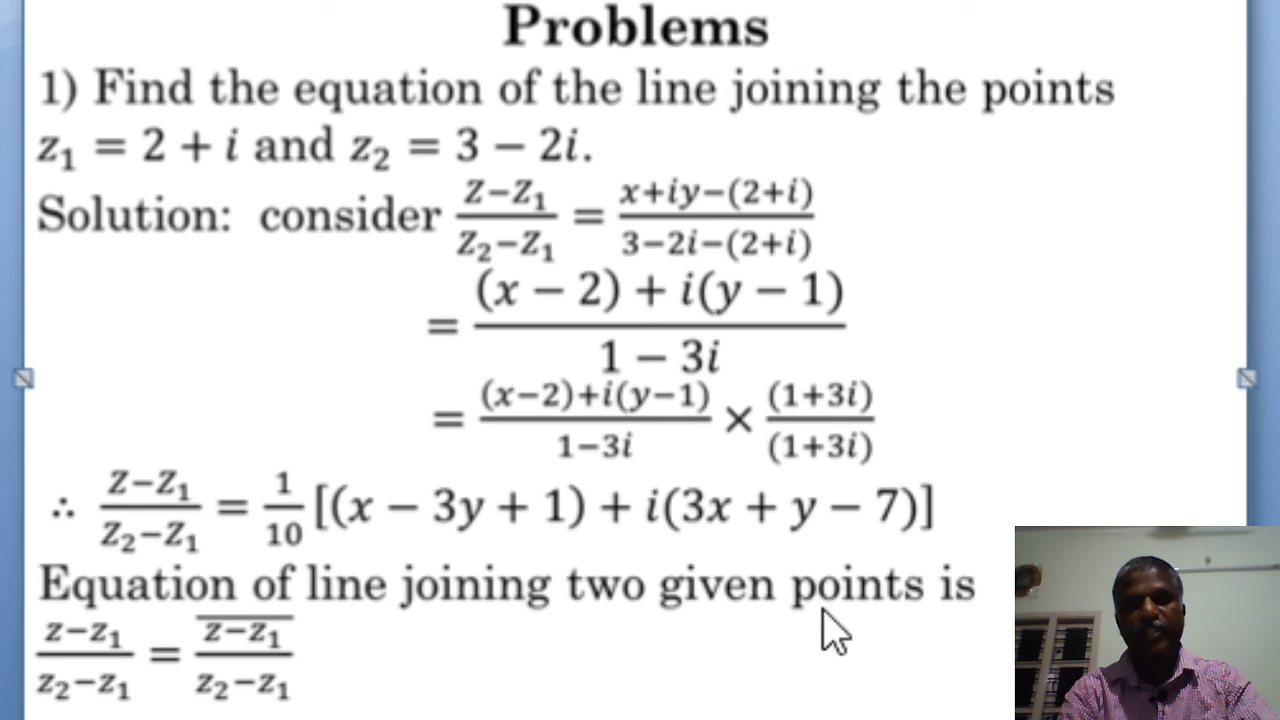 Problems
1) Find the equation of the line joining the points
z₁ = 2 + i and z₂ = 3 − 2i.
Solution: consider (z−z₁)/(z₂−z₁) = (x+iy−(2+i))/(3−2i−(2+i))
= ((x − 2) + i(y − 1))/(1 − 3i)
= ((x−2)+i(y−1))/(1−3i) × (1+3i)/(1+3i)
∴ (z−z₁)/(z₂−z₁) = 1/10 [(x − 3y + 1) + i(3x + y − 7)]
Equation of line joining two given points is
(z−z₁)/(z₂−z₁) = (z̅−̅z̅₁̅)/(z₂−z₁)